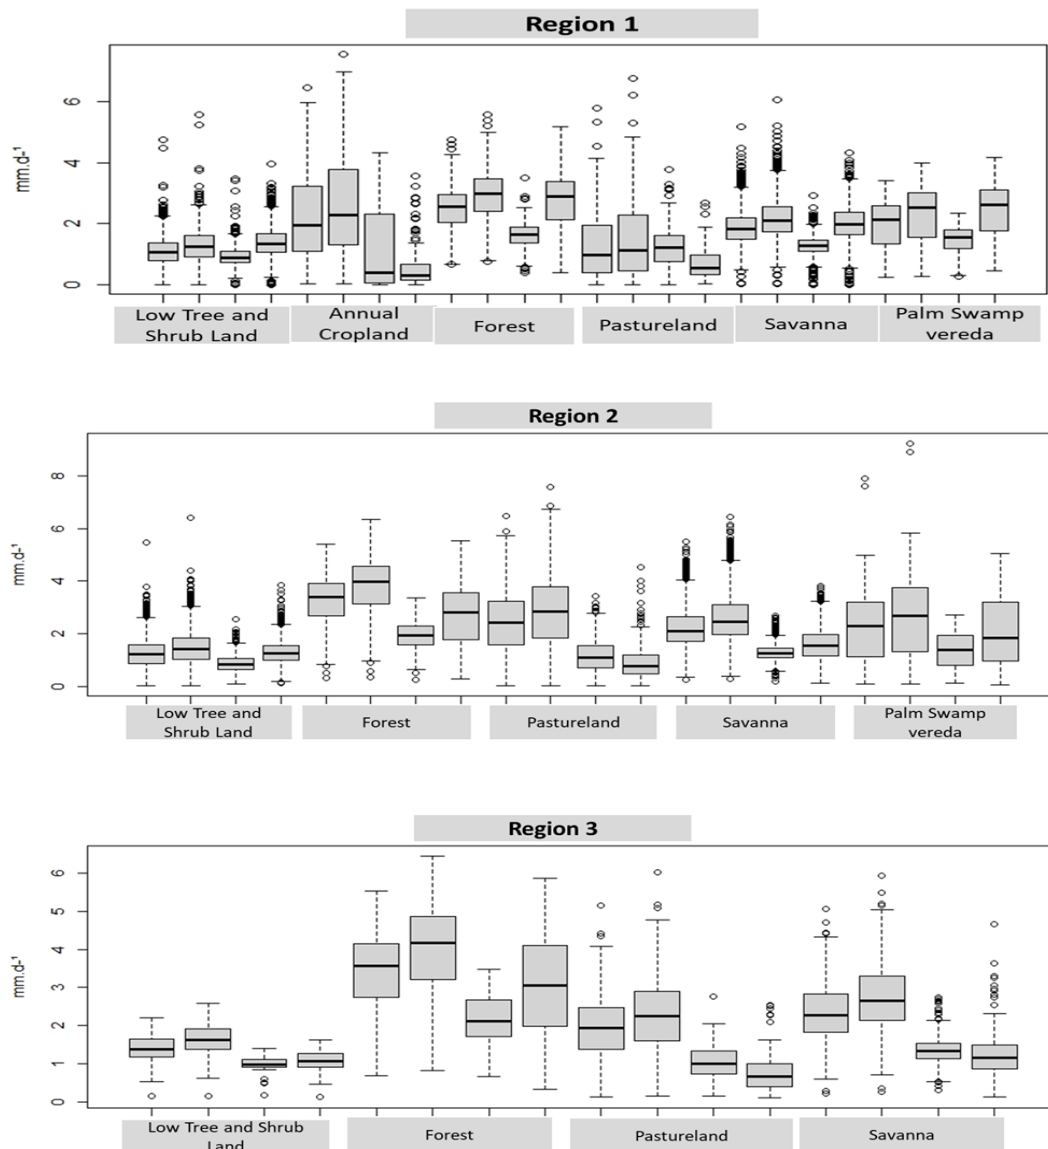 Region 1
mm.d-¹
6
4
2
0
Low Tree and
Shrub Land
Annual
Cropland
Forest
Pastureland
Savanna
Palm Swamp
vereda
Region 2
mm.d-¹
8
6
4
2
0
Low Tree and
Shrub Land
Forest
Pastureland
Savanna
Palm Swamp
vereda
Region 3
mm.d-¹
6
5
4
3
2
1
0
Low Tree and Shrub
Land
Forest
Pastureland
Savanna